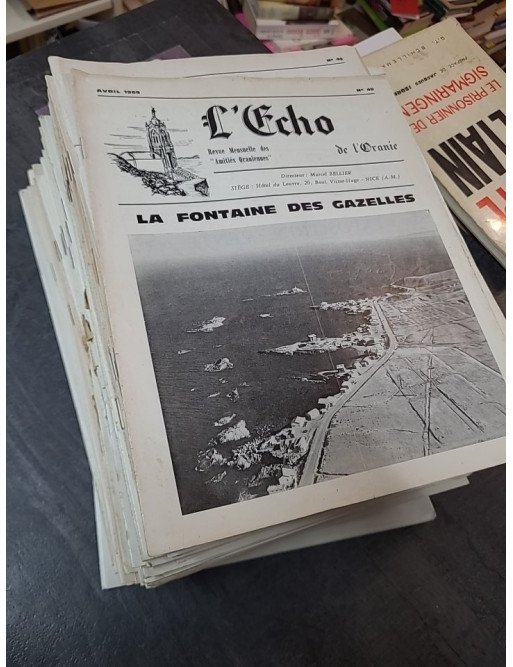 AVRIL 1969
L'Echo
de l'Oranie
Revue Mensuelle des
"Amitiés Oraniennes"
Directeur : Marcel BELLIER
SIÈGE : Hôtel du Louvre, 20, Boul. Victor-Hugo - NICE (A.-M.)
LA FONTAINE DES GAZELLES
LE PRISONNIER DE
SIGMARINGEN